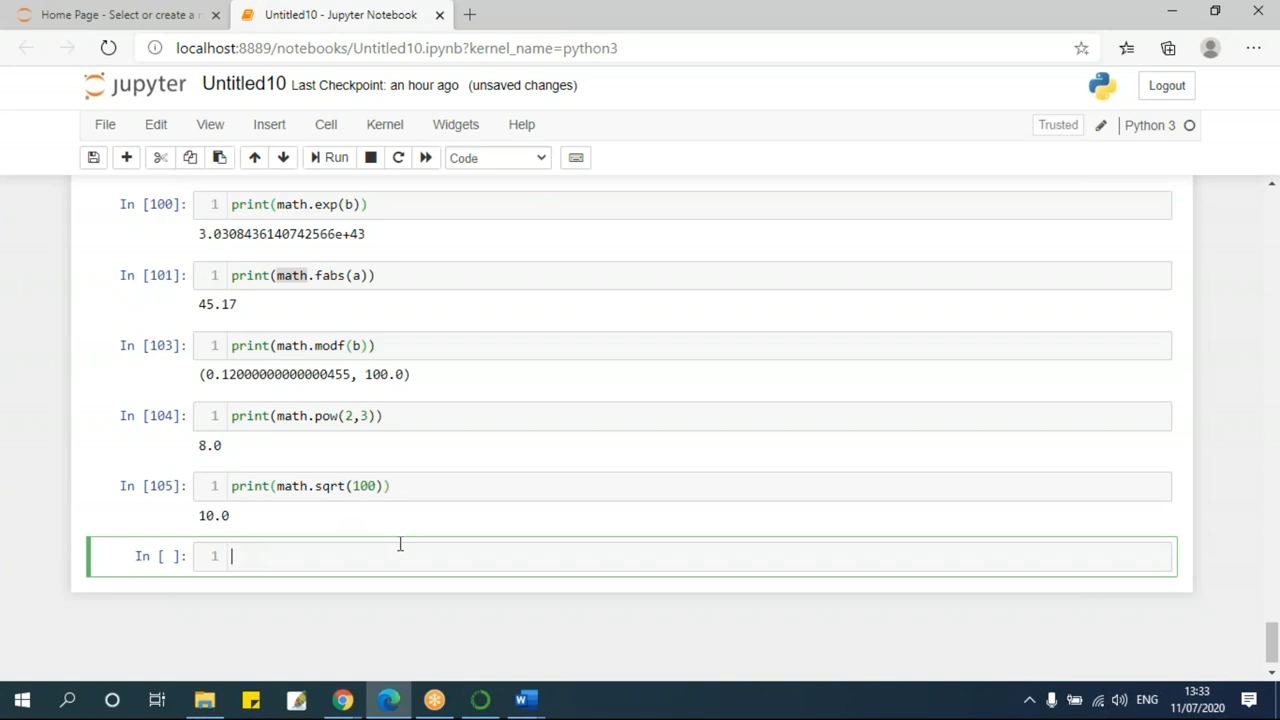 Home Page - Select or create a n
Untitled10 - Jupyter Notebook
localhost:8889/notebooks/Untitled10.ipynb?kernel_name=python3
jupyter Untitled10 Last Checkpoint: an hour ago (unsaved changes)
Logout
File Edit View Insert Cell Kernel Widgets Help
Trusted
Python 3
Run
Code
In [100]: 1 print(math.exp(b))
3.0308436140742566e+43
In [101]: 1 print(math.fabs(a))
45.17
In [103]: 1 print(math.modf(b))
(0.12000000000000455, 100.0)
In [104]: 1 print(math.pow(2,3))
8.0
In [105]: 1 print(math.sqrt(100))
10.0
In [ ]: 1
ENG
13:33
11/07/2020